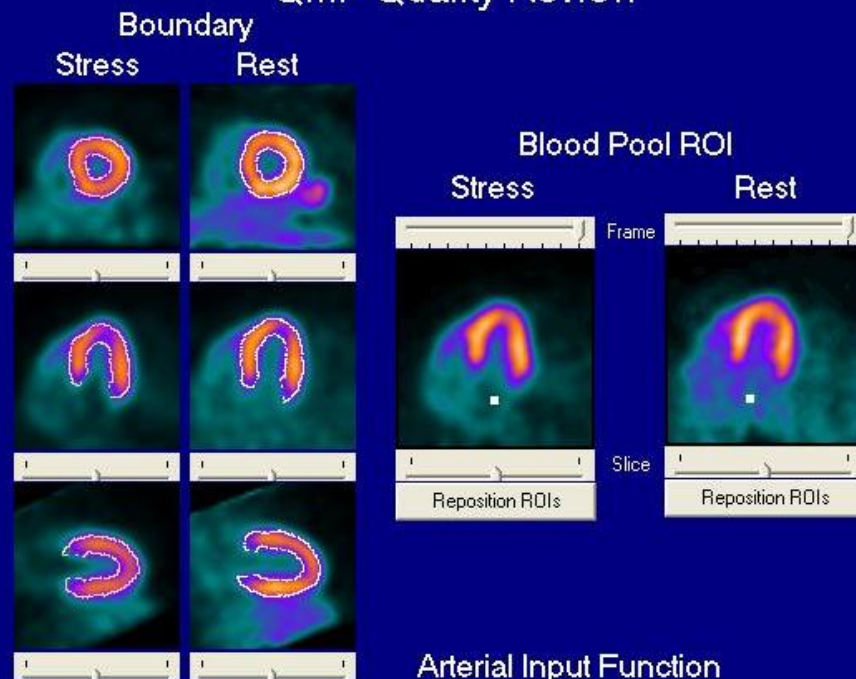 Boundary
Stress Rest
Blood Pool ROI
Stress Rest
Frame
Slice
Reposition ROIs Reposition ROIs
Arterial Input Function